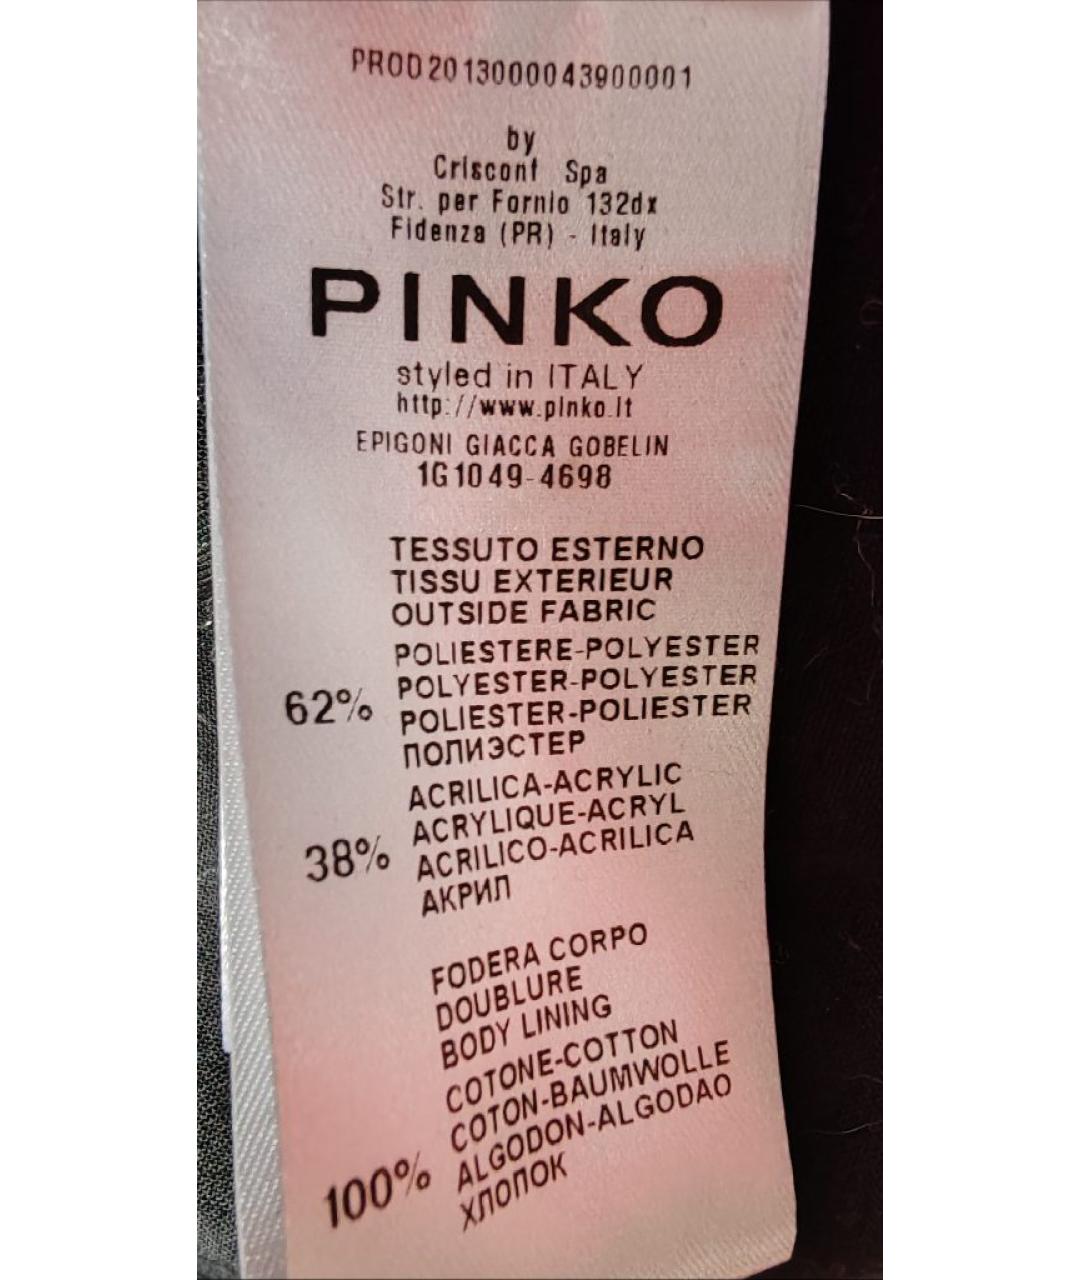 PROD2013000043900001
by
Crisconf Spa
Str. per Fornio 132dx
Fidenza (PR) - Italy
PINKO
styled in ITALY
http://www.pinko.it
EPIGONI GIACCA GOBELIN
1G1049-4698
TESSUTO ESTERNO
TISSU EXTERIEUR
OUTSIDE FABRIC
POLIESTERE-POLYESTER
POLYESTER-POLYESTER
62%
POLIESTER-POLIESTER
ПОЛИЭСТЕР
ACRILICA-ACRYLIC
ACRYLIQUE-ACRYL
38%
ACRILICO-ACRILICA
АКРИЛ
FODERA CORPO
DOUBLURE
BODY LINING
COTONE-COTTON
COTON-BAUMWOLLE
100%
ALGODON-ALGODAO
ХЛОПОК